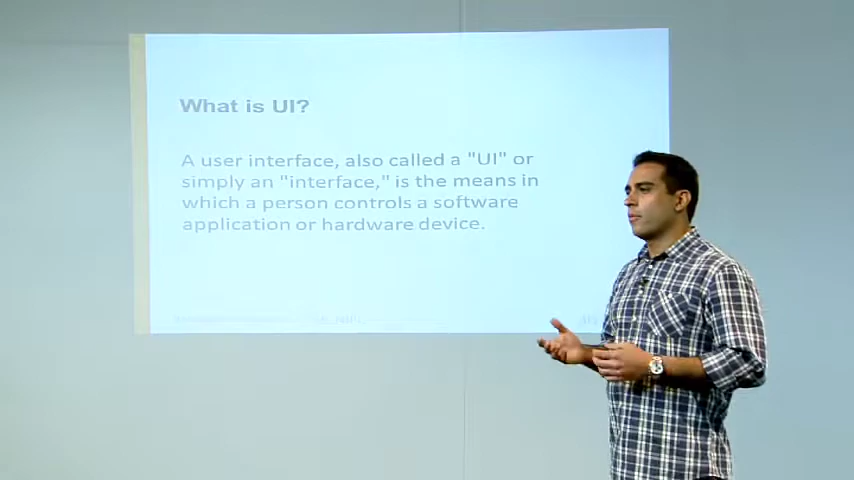 What is UI?
A user interface, also called a "UI" or
simply an "interface," is the means in
which a person controls a software
application or hardware device.